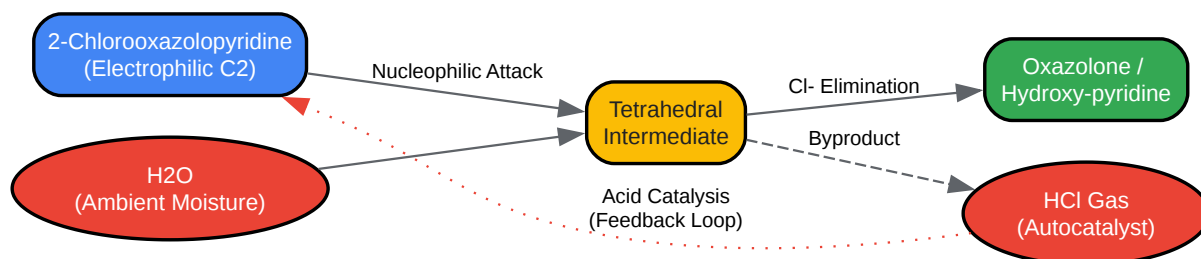 2-Chlorooxazolopyridine
(Electrophilic C2)
Nucleophilic Attack
H2O
(Ambient Moisture)
Tetrahedral
Intermediate
Cl- Elimination
Byproduct
Oxazolone /
Hydroxy-pyridine
Acid Catalysis
(Feedback Loop)
HCl Gas
(Autocatalyst)